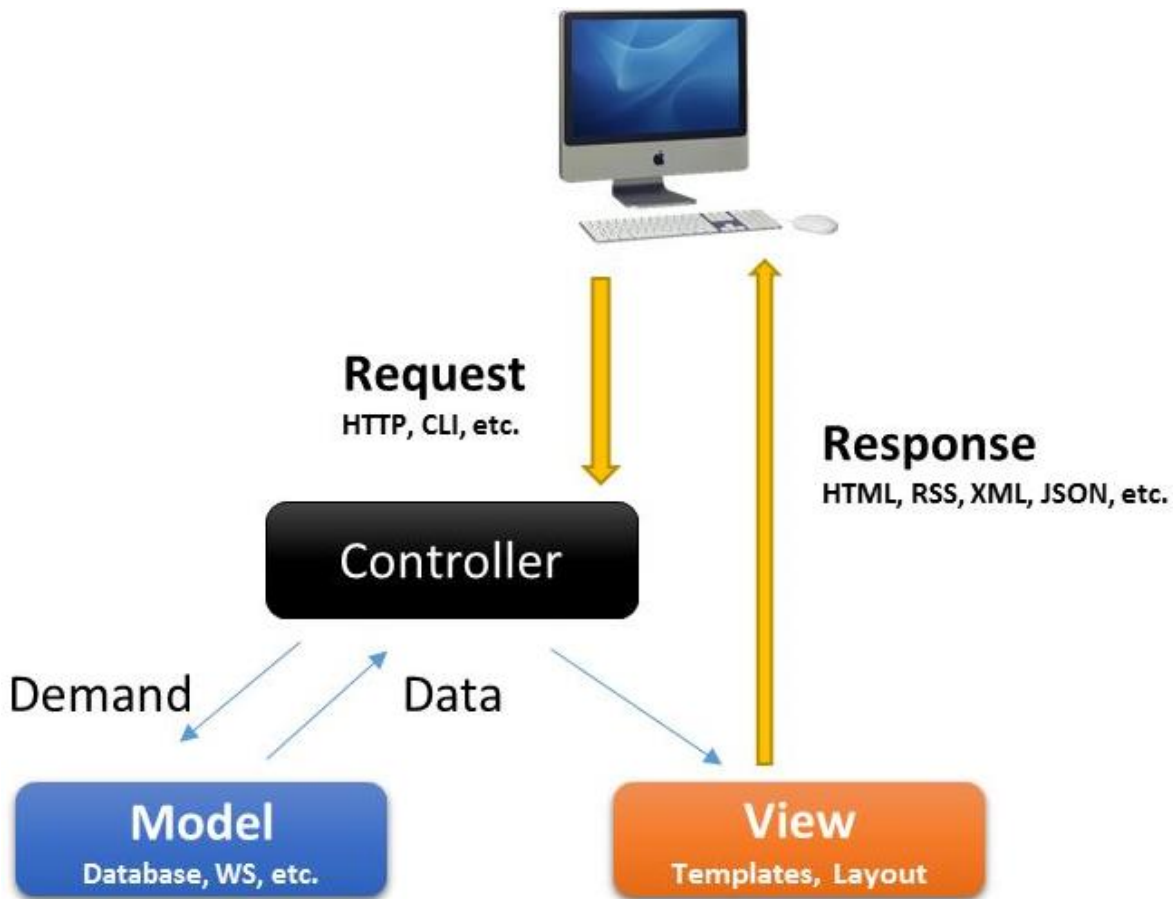 Request
HTTP, CLI, etc.
Response
HTML, RSS, XML, JSON, etc.
Controller
Demand
Data
Model
Database, WS, etc.
View
Templates, Layout